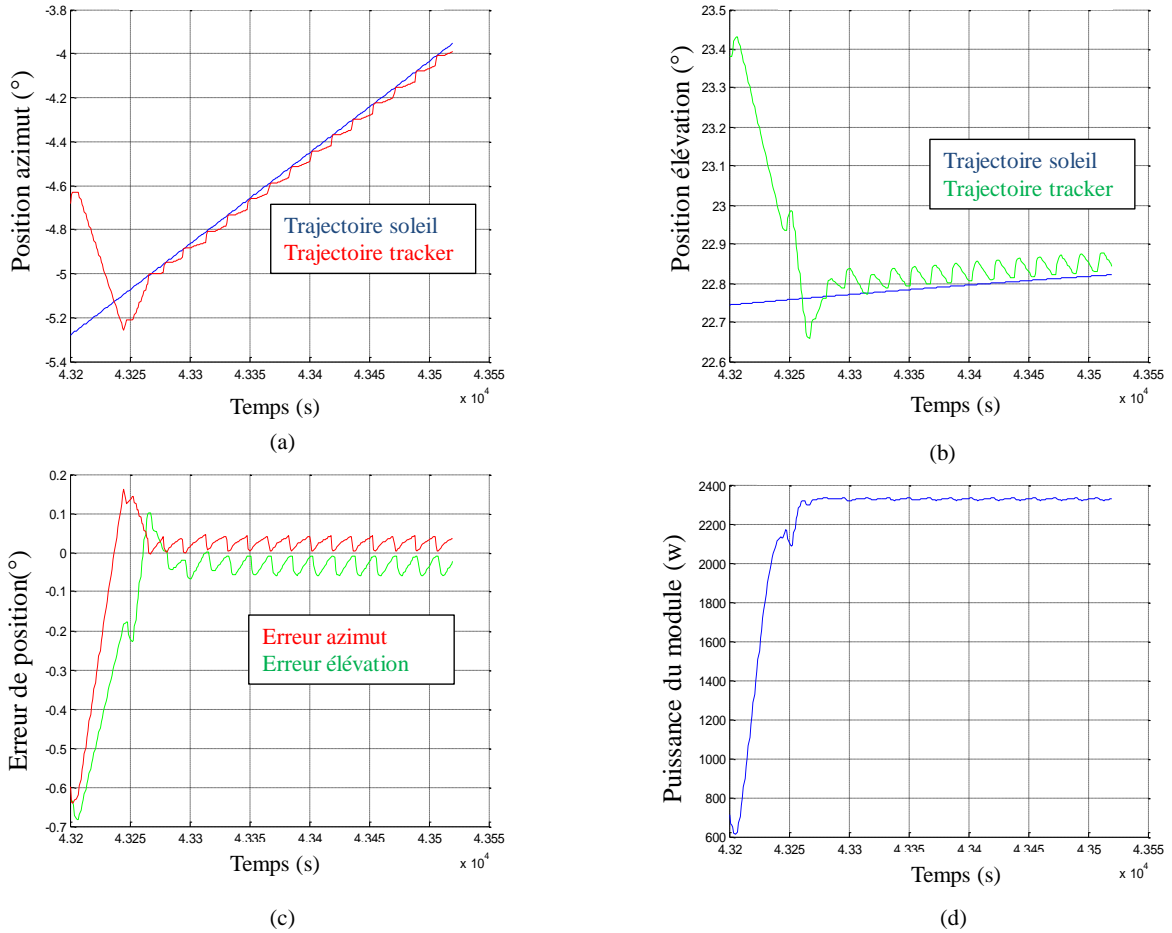 (a)
Position azimut (°)
-3.8
-4
-4.2
-4.4
-4.6
-4.8
-5
-5.2
-5.4
Trajectoire soleil
Trajectoire tracker
4.32 4.325 4.33 4.335 4.34 4.345 4.35 4.355
x 10⁴
Temps (s)
(a)
(b)
Position élévation (°)
23.5
23.4
23.3
23.2
23.1
23
22.9
22.8
22.7
22.6
Trajectoire soleil
Trajectoire tracker
4.32 4.325 4.33 4.335 4.34 4.345 4.35 4.355
x 10⁴
Temps (s)
(b)
Erreur de position(°)
0.2
0.1
0
-0.1
-0.2
-0.3
-0.4
-0.5
-0.6
-0.7
Erreur azimut
Erreur élévation
4.32 4.325 4.33 4.335 4.34 4.345 4.35 4.355
x 10⁴
Temps (s)
(c)
Puissance du module (w)
2400
2200
2000
1800
1600
1400
1200
1000
800
600
4.32 4.325 4.33 4.335 4.34 4.345 4.35 4.355
x 10⁴
Temps (s)
(d)